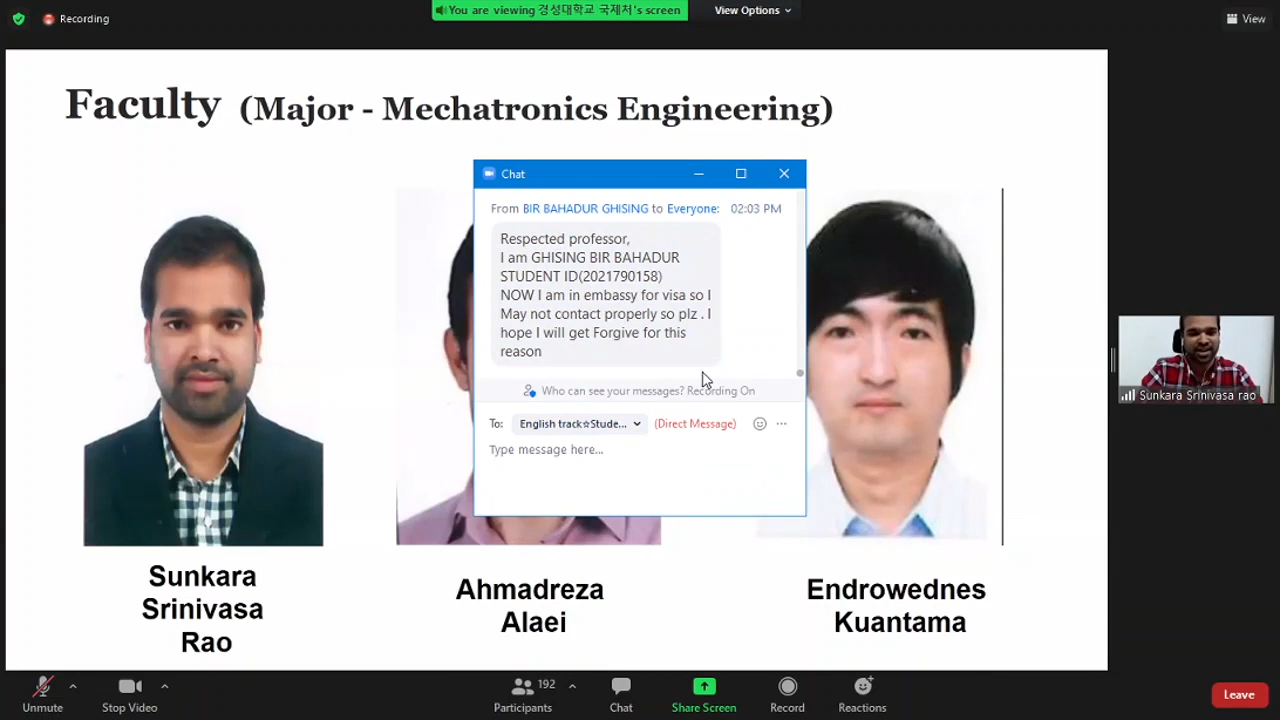 Recording
You are viewing 경성대학교 국제처's screen
View Options
View
Faculty (Major - Mechatronics Engineering)
Chat
From BIR BAHADUR GHISING to Everyone: 02:03 PM
Respected professor,
I am GHISING BIR BAHADUR
STUDENT ID(2021790158)
NOW I am in embassy for visa so I
May not contact properly so plz . I
hope I will get Forgive for this
reason
Who can see your messages? Recording On
To: English track☆Stude... (Direct Message) ...
Type message here...
Sunkara Srinivasa rao
Sunkara
Srinivasa
Rao
Ahmadreza
Alaei
Endrowednes
Kuantama
Unmute
Stop Video
192
Participants
Chat
Share Screen
Record
Reactions
Leave